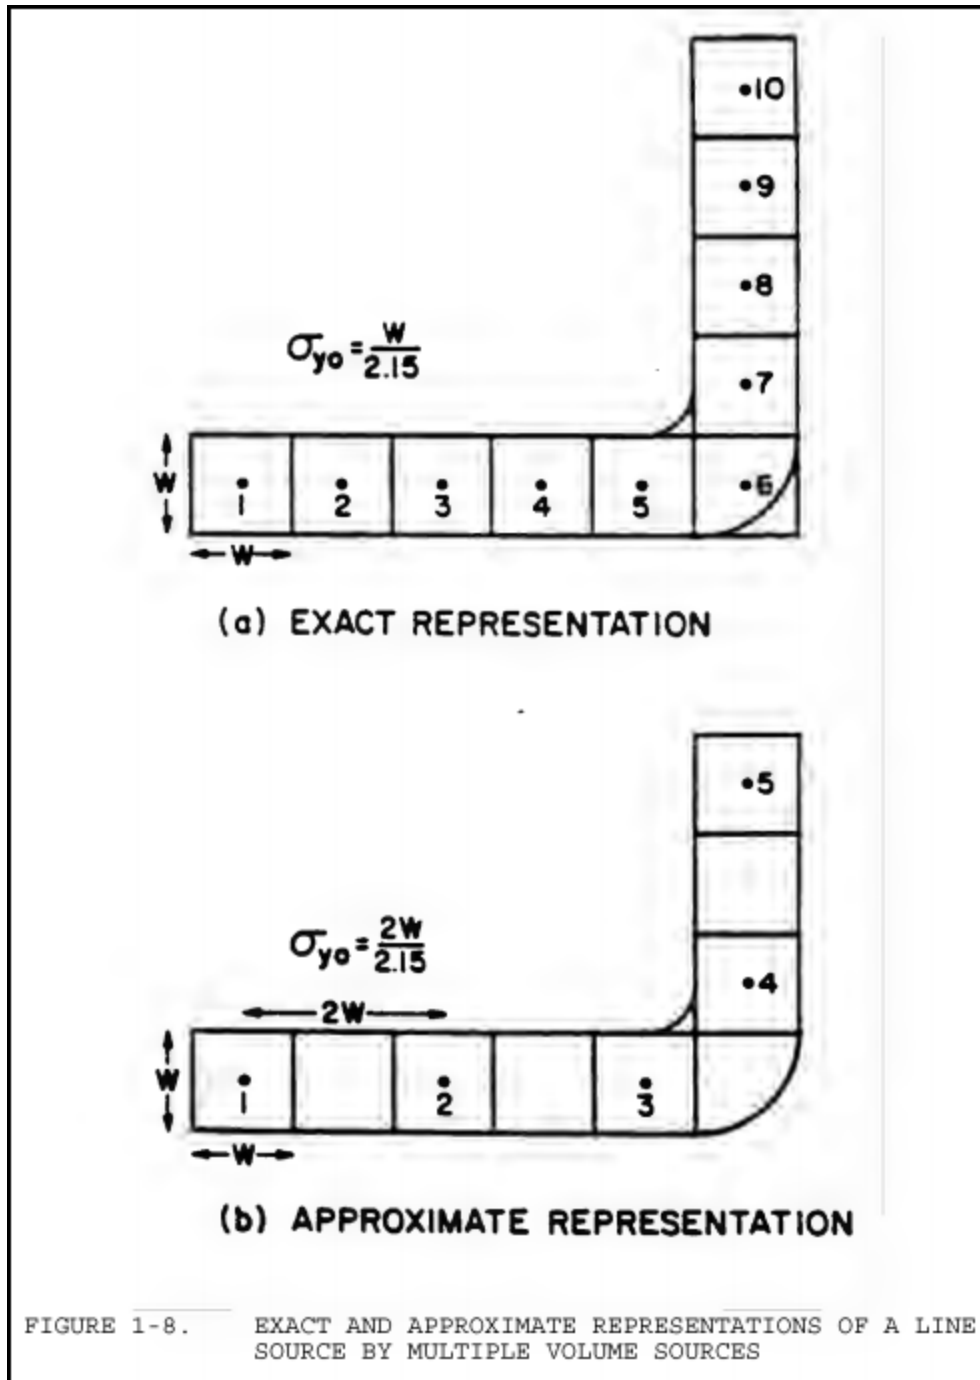 •10
•9
•8
σyo = W/2.15
•7
W
1 2 3 4 5 •6
W
(a) EXACT REPRESENTATION
•5
σyo = 2W/2.15
•4
2W
W
1 2 3
W
(b) APPROXIMATE REPRESENTATION
FIGURE 1-8. EXACT AND APPROXIMATE REPRESENTATIONS OF A LINE
SOURCE BY MULTIPLE VOLUME SOURCES